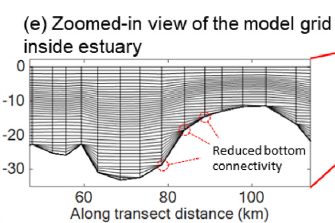 (e) Zoomed-in view of the model grid
inside estuary
0
-10
-20
-30
Reduced bottom
connectivity
60
80
100
Along transect distance (km)